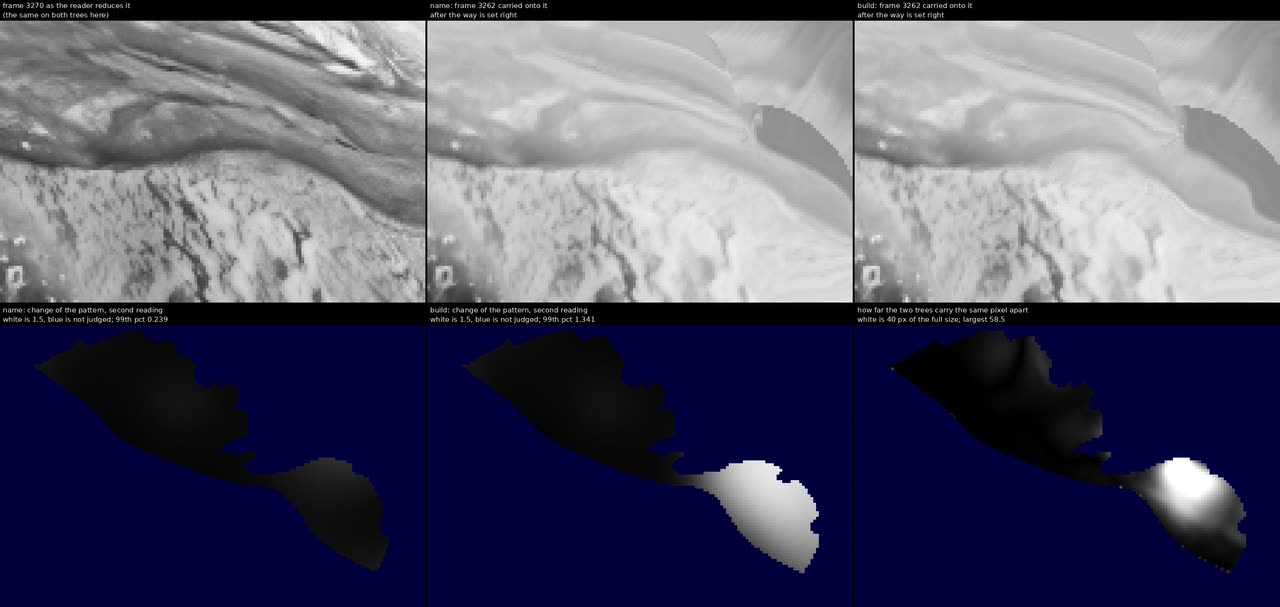 frame 3270 as the reader reduces it
(the same on both trees here)
name: frame 3262 carried onto it
after the way is set right
build: frame 3262 carried onto it
after the way is set right
name: change of the pattern, second reading
white is 1.5, blue is not judged; 99th pct 0.239
build: change of the pattern, second reading
white is 1.5, blue is not judged; 99th pct 1.341
how far the two trees carry the same pixel apart
white is 40 px of the full size; largest 58.5